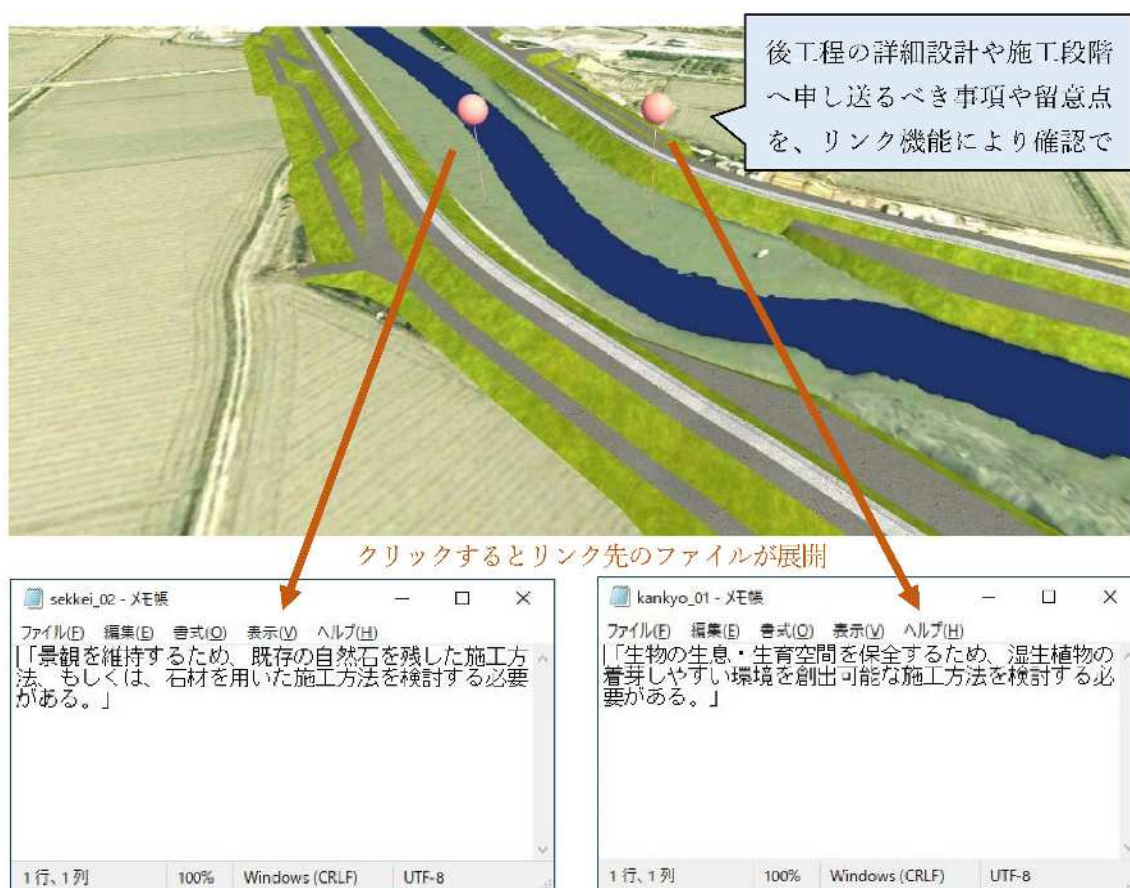 後工程の詳細設計や施工段階
へ申し送るべき事項や留意点
を、リンク機能により確認で
クリックするとリンク先のファイルが展開
sekkei_02 - メモ帳
ファイル(F) 編集(E) 書式(O) 表示(V) ヘルプ(H)
「景観を維持するため、既存の自然石を残した施工方
法、もしくは、石材を用いた施工方法を検討する必要
がある。」
1行、1列 100% Windows (CRLF) UTF-8
kankyo_01 - メモ帳
ファイル(F) 編集(E) 書式(O) 表示(V) ヘルプ(H)
「生物の生息・生育空間を保全するため、湿生植物の
着芽しやすい環境を創出可能な施工方法を検討する必
要がある。」
1行、1列 100% Windows (CRLF) UTF-8